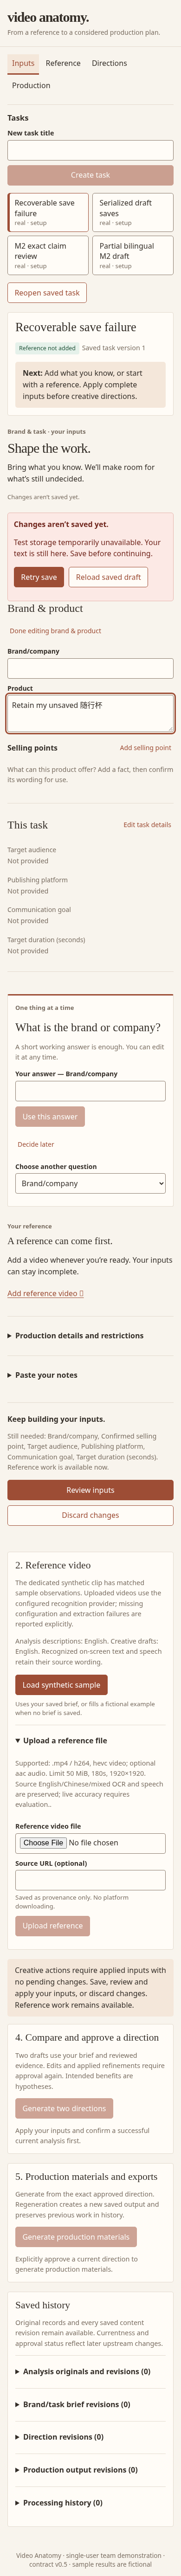 video anatomy.
From a reference to a considered production plan.
Inputs
Reference
Directions
Production
Tasks
New task title
Create task
Recoverable save
failure
real · setup
Serialized draft
saves
real · setup
M2 exact claim
review
real · setup
Partial bilingual
M2 draft
real · setup
Reopen saved task
Recoverable save failure
Reference not added
Saved task version 1
Next: Add what you know, or start
with a reference. Apply complete
inputs before creative directions.
Brand & task · your inputs
Shape the work.
Bring what you know. We’ll make room for
what’s still undecided.
Changes aren’t saved yet.
Changes aren’t saved yet.
Test storage temporarily unavailable. Your
text is still here. Save before continuing.
Retry save
Reload saved draft
Brand & product
Done editing brand & product
Brand/company
Product
Retain my unsaved 随行杯
Selling points
Add selling point
What can this product offer? Add a fact, then confirm
its wording for use.
This task
Edit task details
Target audience
Not provided
Publishing platform
Not provided
Communication goal
Not provided
Target duration (seconds)
Not provided
One thing at a time
What is the brand or company?
A short working answer is enough. You can edit
it at any time.
Your answer — Brand/company
Use this answer
Decide later
Choose another question
Brand/company
Your reference
A reference can come first.
Add a video whenever you’re ready. Your inputs
can stay incomplete.
Add reference video
Production details and restrictions
Paste your notes
Keep building your inputs.
Still needed: Brand/company, Confirmed selling
point, Target audience, Publishing platform,
Communication goal, Target duration (seconds).
Reference work is available now.
Review inputs
Discard changes
2. Reference video
The dedicated synthetic clip has matched
sample observations. Uploaded videos use the
configured recognition provider; missing
configuration and extraction failures are
reported explicitly.
Analysis descriptions: English. Creative drafts:
English. Recognized on-screen text and speech
retain their source wording.
Load synthetic sample
Uses your saved brief, or fills a fictional example
when no brief is saved.
Upload a reference file
Supported: .mp4 / h264, hevc video; optional
aac audio. Limit 50 MiB, 180s, 1920×1920.
Source English/Chinese/mixed OCR and speech
are preserved; live accuracy requires
evaluation..
Reference video file
Choose File No file chosen
Source URL (optional)
Saved as provenance only. No platform
downloading.
Upload reference
Creative actions require applied inputs with
no pending changes. Save, review and
apply your inputs, or discard changes.
Reference work remains available.
4. Compare and approve a direction
Two drafts use your brief and reviewed
evidence. Edits and applied refinements require
approval again. Intended benefits are
hypotheses.
Generate two directions
Apply your inputs and confirm a successful
current analysis first.
5. Production materials and exports
Generate from the exact approved direction.
Regeneration creates a new saved output and
preserves previous work in history.
Generate production materials
Explicitly approve a current direction to
generate production materials.
Saved history
Original records and every saved content
revision remain available. Currentness and
approval status reflect later upstream changes.
Analysis originals and revisions (0)
Brand/task brief revisions (0)
Direction revisions (0)
Production output revisions (0)
Processing history (0)
Video Anatomy · single-user team demonstration ·
contract v0.5 · sample results are fictional